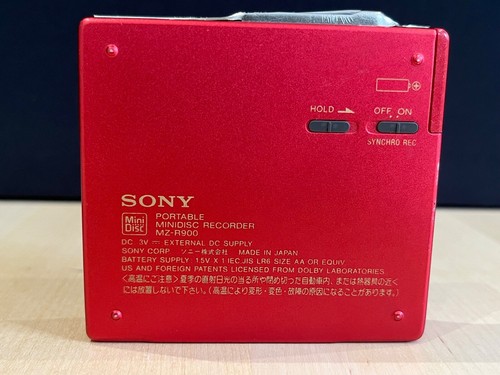 HOLD
OFF ON
SYNCHRO REC
SONY
Mini Disc
PORTABLE
MINIDISC RECORDER
MZ-R900
DC 3V ⎓ EXTERNAL DC SUPPLY
SONY CORP ソニー株式会社 MADE IN JAPAN
BATTERY SUPPLY: 1.5V X 1 IEC,JIS LR6 SIZE AA OR EQUIV.
US AND FOREIGN PATENTS LICENSED FROM DOLBY LABORATORIES.
<高温にご注意>夏季の直射日光の当る所や閉め切った自動車内、または熱器具の近く
には放置しないで下さい。(高温により変形・変色・故障の原因になることがあります。)